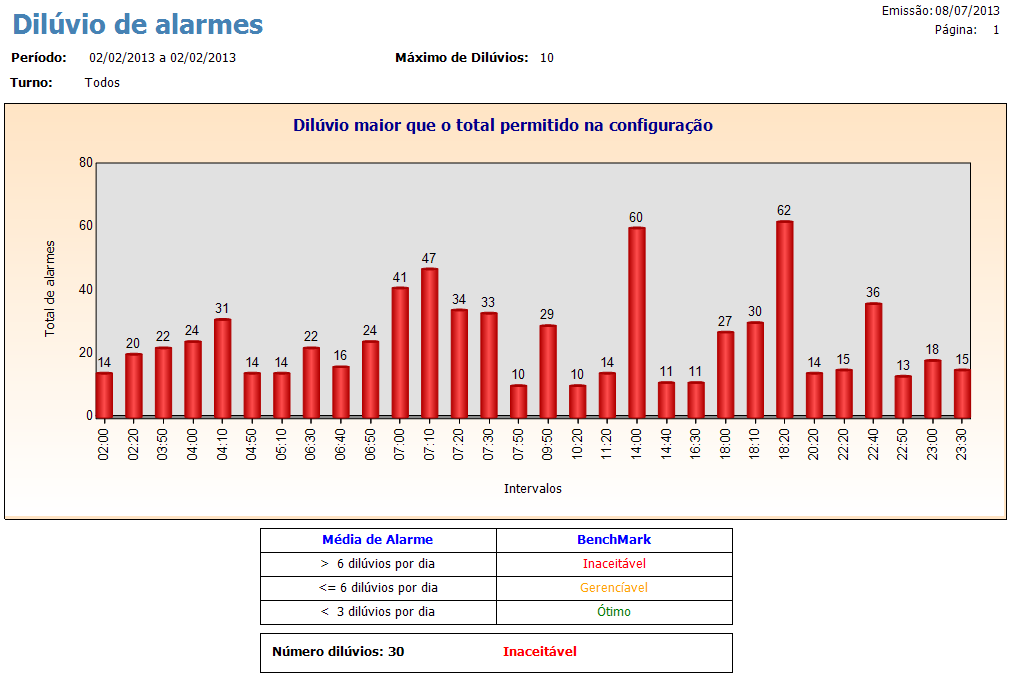 Dilúvio de alarmes
Emissão: 08/07/2013
Página: 1
Período: 02/02/2013 a 02/02/2013
Máximo de Dilúvios: 10
Turno: Todos
Dilúvio maior que o total permitido na configuração
Total de alarmes
80
60
40
20
0
14 20 22 24 31 14 14 22 16 24 41 47 34 33 10 29 10 14 60 11 11 27 30 62 14 15 36 13 18 15
02:00 02:20 03:50 04:00 04:10 04:50 05:10 06:30 06:40 06:50 07:00 07:10 07:20 07:30 07:50 09:50 10:20 11:20 14:00 14:40 16:30 18:00 18:10 18:20 20:20 22:20 22:40 22:50 23:00 23:30
Intervalos
Média de Alarme BenchMark
> 6 dilúvios por dia Inaceitável
<= 6 dilúvios por dia Gerencíavel
< 3 dilúvios por dia Ótimo
Número dilúvios: 30 Inaceitável